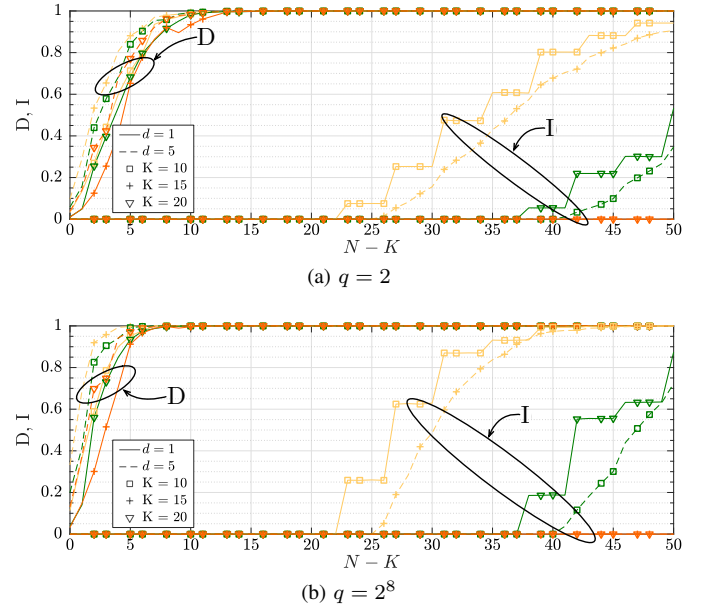 1
0.8
0.6
0.4
0.2
0
D, I
D
I
d = 1
d = 5
K = 10
K = 15
K = 20
0 5 10 15 20 25 30 35 40 45 50
N − K
(a) q = 2
1
0.8
0.6
0.4
0.2
0
D, I
D
I
d = 1
d = 5
K = 10
K = 15
K = 20
0 5 10 15 20 25 30 35 40 45 50
N − K
(b) q = 2⁸